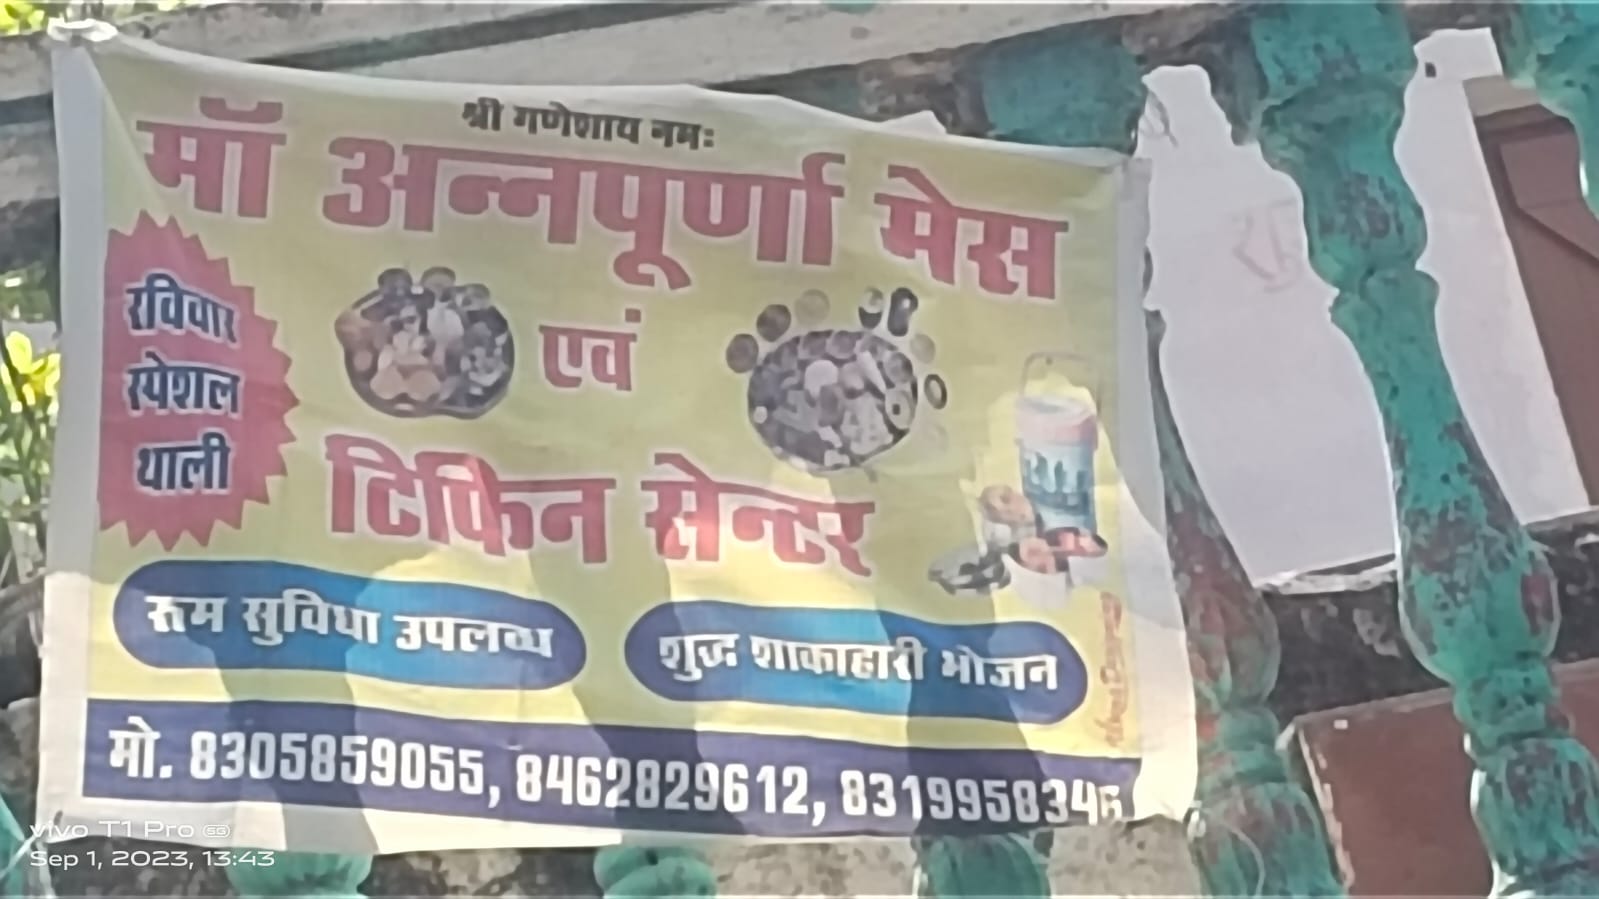 श्री गणेशाय नमः
मॉं अन्नपूर्णा मेस
एवं
टिफिन सेन्टर
रविवार
स्पेशल
थाली
रूम सुविधा उपलब्ध
शुद्ध शाकाहारी भोजन
मो. 8305859055, 8462829612, 8319958346
vivo T1 Pro 5G
Sep 1, 2023, 13:43